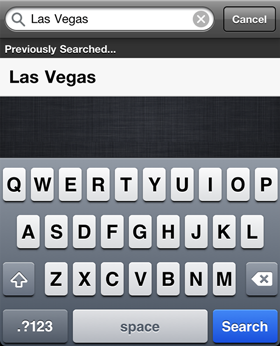 Las Vegas Cancel
Previously Searched...
Las Vegas
Q W E R T Y U I O P
A S D F G H J K L
Z X C V B N M
.?123 space Search